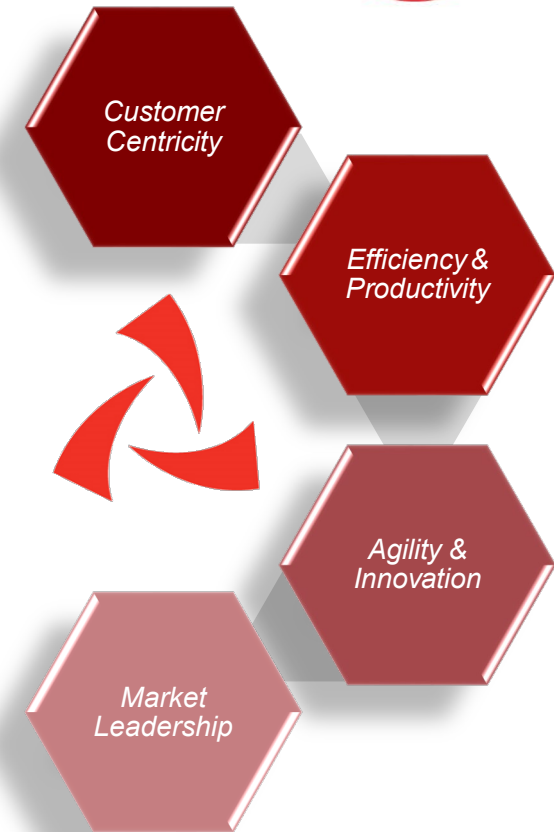 Customer
Centricity
Efficiency &
Productivity
Agility &
Innovation
Market
Leadership